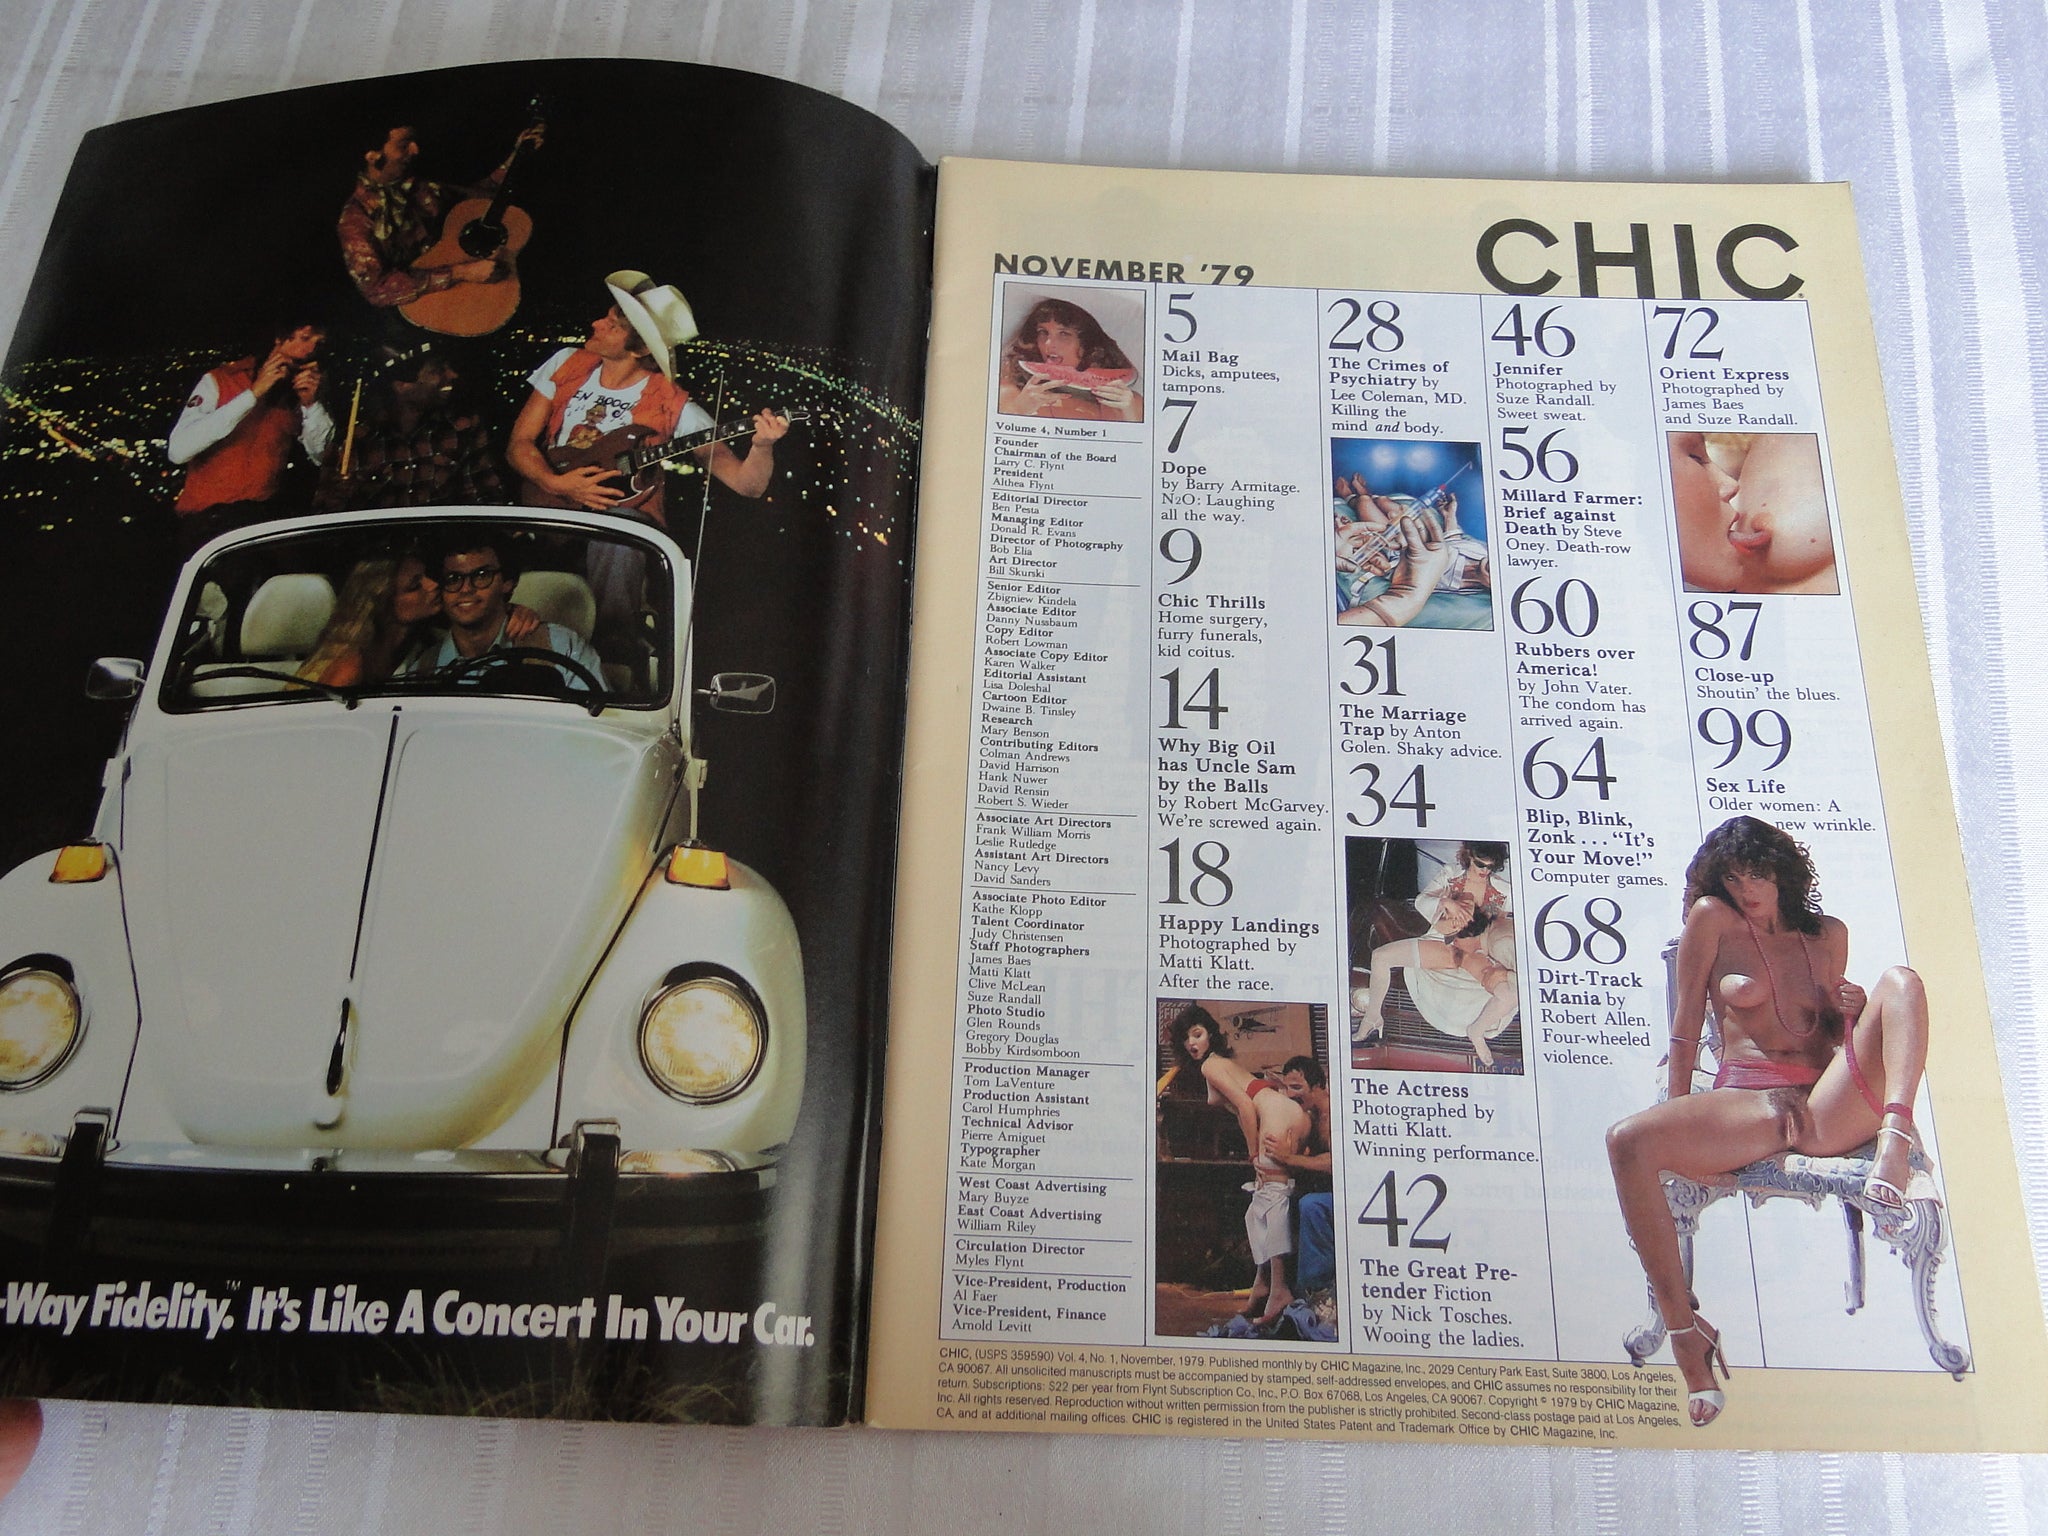 EN BOOGI
-Way Fidelity.™ It's Like A Concert In Your Car.
NOVEMBER '79
CHIC
Volume 4, Number 1
Founder
Chairman of the Board
Larry C. Flynt
President
Althea Flynt
Editorial Director
Ben Pesta
Managing Editor
Donald R. Evans
Director of Photography
Bob Elia
Art Director
Bill Skurski
Senior Editor
Zbigniew Kindela
Associate Editor
Danny Nussbaum
Copy Editor
Robert Lowman
Associate Copy Editor
Karen Walker
Editorial Assistant
Lisa Doleshal
Cartoon Editor
Dwaine B. Tinsley
Research
Mary Benson
Contributing Editors
Colman Andrews
David Harrison
Hank Nuwer
David Rensin
Robert S. Wieder
Associate Art Directors
Frank William Morris
Leslie Rutledge
Assistant Art Directors
Nancy Levy
David Sanders
Associate Photo Editor
Kathe Klopp
Talent Coordinator
Judy Christensen
Staff Photographers
James Baes
Matti Klatt
Clive McLean
Suze Randall
Photo Studio
Glen Rounds
Gregory Douglas
Bobby Kirdsomboon
Production Manager
Tom LaVenture
Production Assistant
Carol Humphries
Technical Advisor
Pierre Amiguet
Typographer
Kate Morgan
West Coast Advertising
Mary Buyze
East Coast Advertising
William Riley
Circulation Director
Myles Flynt
Vice-President, Production
Al Faer
Vice-President, Finance
Arnold Levitt
5
Mail Bag
Dicks, amputees,
tampons.
7
Dope
by Barry Armitage.
N2O: Laughing
all the way.
9
Chic Thrills
Home surgery,
furry funerals,
kid coitus.
14
Why Big Oil
has Uncle Sam
by the Balls
by Robert McGarvey.
We're screwed again.
18
Happy Landings
Photographed by
Matti Klatt.
After the race.
28
The Crimes of
Psychiatry by
Lee Coleman, MD.
Killing the
mind and body.
31
The Marriage
Trap by Anton
Golen. Shaky advice.
34
The Actress
Photographed by
Matti Klatt.
Winning performance.
42
The Great Pre-
tender Fiction
by Nick Tosches.
Wooing the ladies.
46
Jennifer
Photographed by
Suze Randall.
Sweet sweat.
56
Millard Farmer:
Brief against
Death by Steve
Oney. Death-row
lawyer.
60
Rubbers over
America!
by John Vater.
The condom has
arrived again.
64
Blip, Blink,
Zonk . . . "It's
Your Move!"
Computer games.
68
Dirt-Track
Mania by
Robert Allen.
Four-wheeled
violence.
72
Orient Express
Photographed by
James Baes
and Suze Randall.
87
Close-up
Shoutin' the blues.
99
Sex Life
Older women: A
new wrinkle.
CHIC, (USPS 359590) Vol. 4, No. 1, November, 1979. Published monthly by CHIC Magazine, Inc., 2029 Century Park East, Suite 3800, Los Angeles,
CA 90067. All unsolicited manuscripts must be accompanied by stamped, self-addressed envelopes, and CHIC assumes no responsibility for their
return. Subscriptions: $22 per year from Flynt Subscription Co., Inc., P.O. Box 67068, Los Angeles, CA 90067. Copyright © 1979 by CHIC Magazine,
Inc. All rights reserved. Reproduction without written permission from the publisher is strictly prohibited. Second-class postage paid at Los Angeles,
CA, and at additional mailing offices. CHIC is registered in the United States Patent and Trademark Office by CHIC Magazine, Inc.